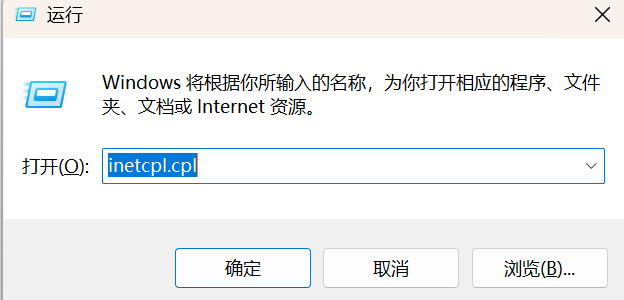 运行
Windows 将根据你所输入的名称，为你打开相应的程序、文件
夹、文档或 Internet 资源。
打开(O): inetcpl.cpl
确定 取消 浏览(B)...